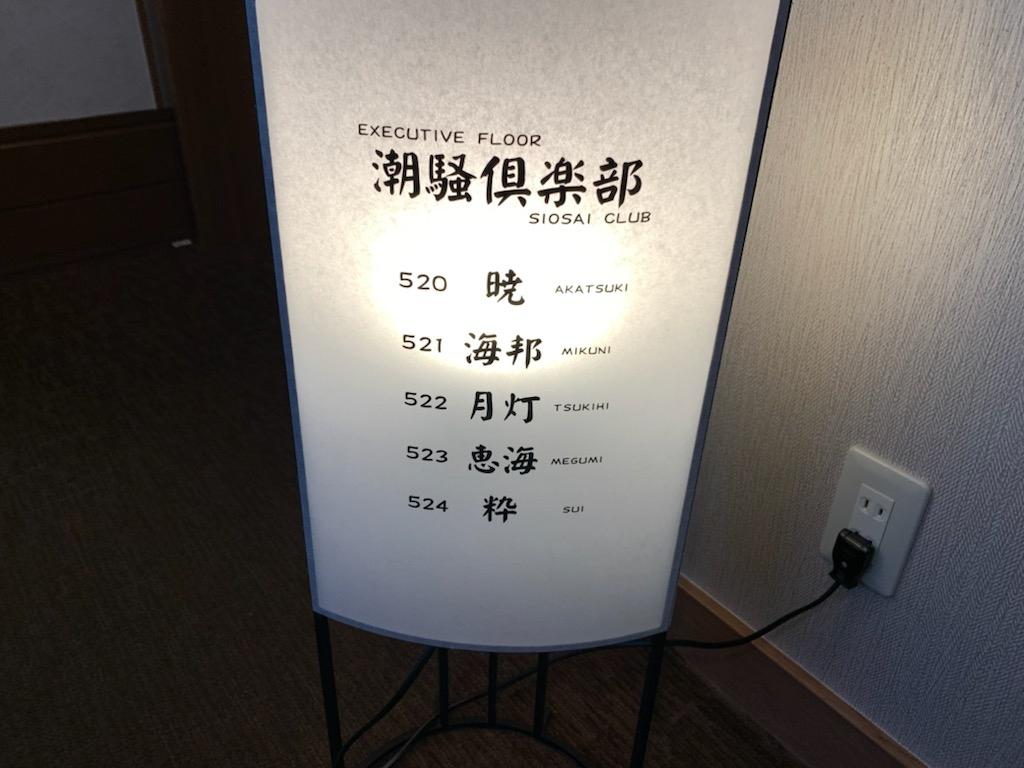 EXECUTIVE FLOOR
潮騒倶楽部
SIOSAI CLUB
520 暁 AKATSUKI
521 海邦 MIKUNI
522 月灯 TSUKIHI
523 恵海 MEGUMI
524 粋 SUI